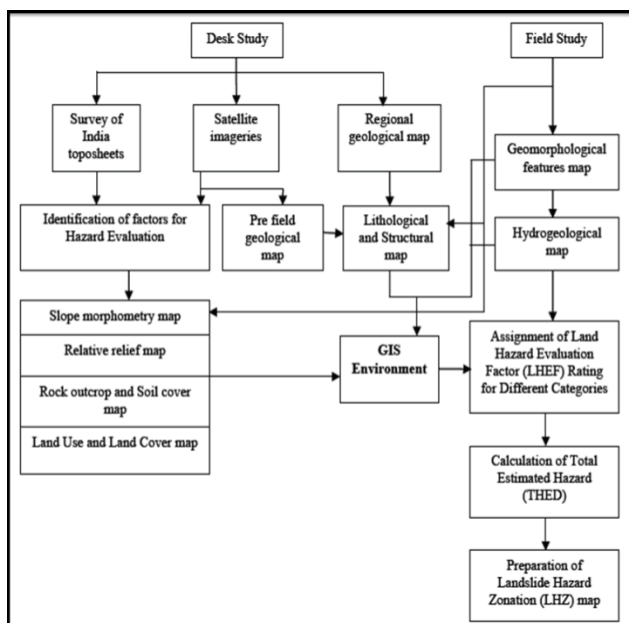 Desk Study
Field Study
Survey of
India
toposheets
Satellite
imageries
Regional
geological map
Geomorphological
features map
Identification of factors for
Hazard Evaluation
Pre field
geological
map
Lithological
and Structural
map
Hydrogeological
map
Slope morphometry map
Relative relief map
Rock outcrop and Soil cover
map
Land Use and Land Cover map
GIS
Environment
Assignment of Land
Hazard Evaluation
Factor (LHEF) Rating
for Different Categories
Calculation of Total
Estimated Hazard
(THED)
Preparation of
Landslide Hazard
Zonation (LHZ) map